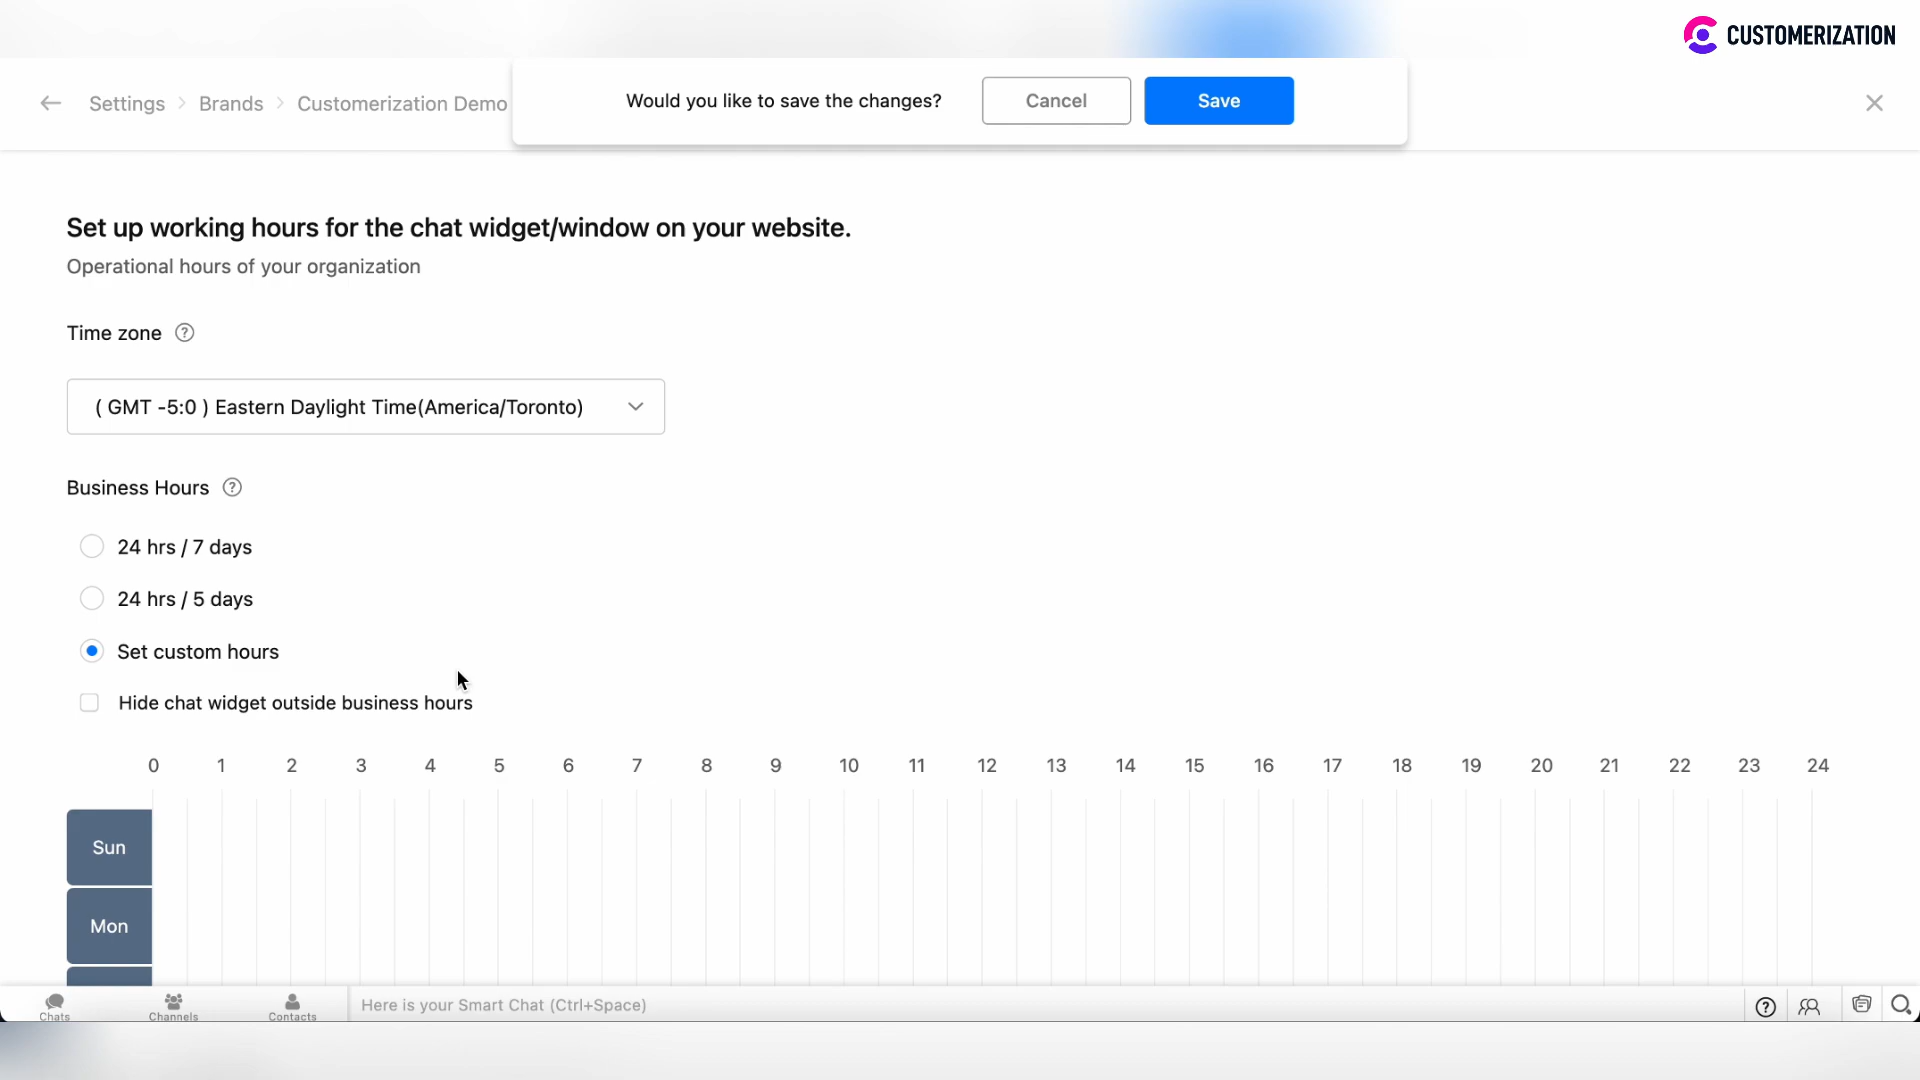 CUSTOMERIZATION
Would you like to save the changes?
Cancel
Save
Settings
Brands
Customerization Demo
Set up working hours for the chat widget/window on your website.
Operational hours of your organization
Time zone ?
( GMT -5:0 ) Eastern Daylight Time(America/Toronto)
Business Hours ?
24 hrs / 7 days
24 hrs / 5 days
Set custom hours
Hide chat widget outside business hours
0 1 2 3 4 5 6 7 8 9 10 11 12 13 14 15 16 17 18 19 20 21 22 23 24
Sun
Mon
Chats
Channels
Contacts
Here is your Smart Chat (Ctrl+Space)
?